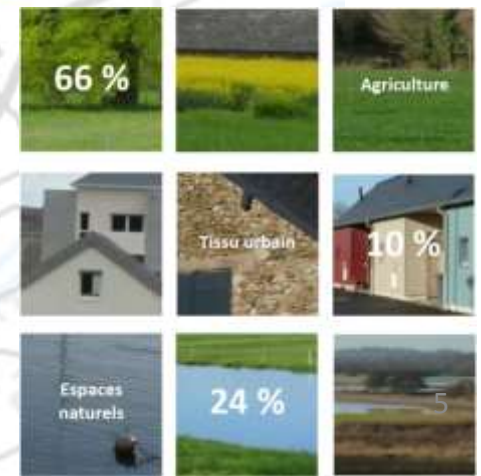 66 %
Agriculture
Tissu urbain
10 %
Espaces
naturels
24 %
5